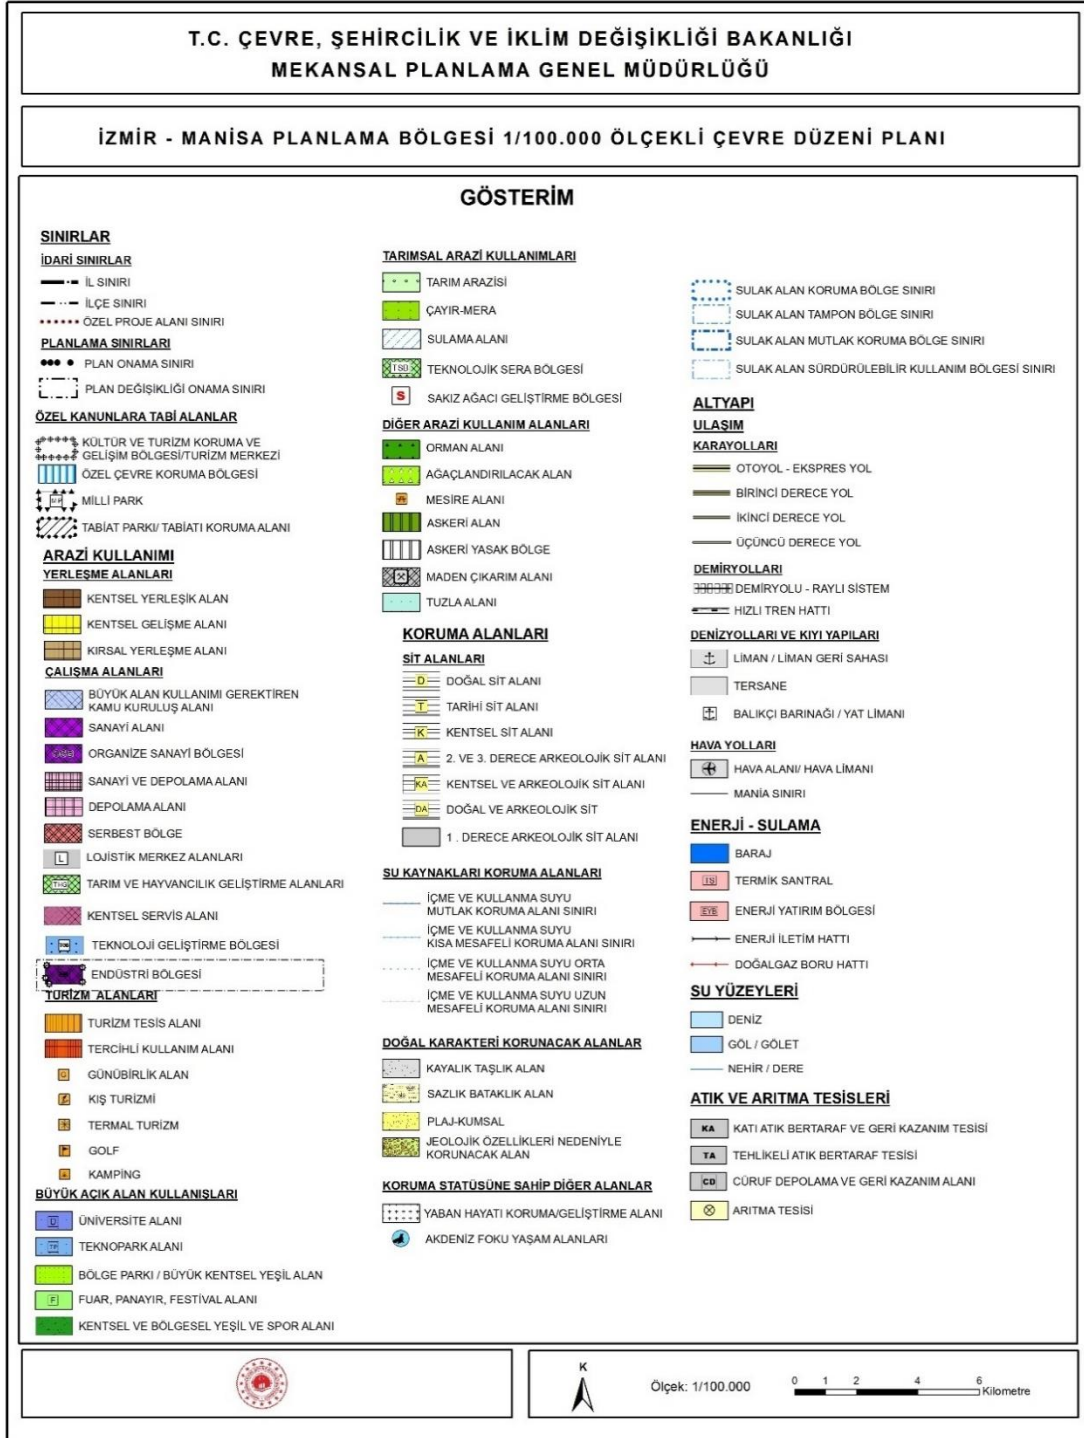 T.C. ÇEVRE, ŞEHİRCİLİK VE İKLİM DEĞİŞİKLİĞİ BAKANLIĞI
MEKANSAL PLANLAMA GENEL MÜDÜRLÜĞÜ
İZMİR - MANİSA PLANLAMA BÖLGESİ 1/100.000 ÖLÇEKLİ ÇEVRE DÜZENİ PLANI
GÖSTERİM
SINIRLAR
İDARİ SINIRLAR
İL SINIRI
İLÇE SINIRI
ÖZEL PROJE ALANI SINIRI
PLANLAMA SINIRLARI
PLAN ONAMA SINIRI
PLAN DEĞİŞİKLİĞİ ONAMA SINIRI
ÖZEL KANUNLARA TABİ ALANLAR
KÜLTÜR VE TURİZM KORUMA VE
GELİŞİM BÖLGESİ/TURİZM MERKEZİ
ÖZEL ÇEVRE KORUMA BÖLGESİ
MİLLİ PARK
TABİAT PARKI/ TABİATI KORUMA ALANI
ARAZİ KULLANIMI
YERLEŞME ALANLARI
KENTSEL YERLEŞİK ALAN
KENTSEL GELİŞME ALANI
KIRSAL YERLEŞME ALANI
ÇALIŞMA ALANLARI
BÜYÜK ALAN KULLANIMI GEREKTİREN
KAMU KURULUŞ ALANI
SANAYİ ALANI
ORGANİZE SANAYİ BÖLGESİ
SANAYİ VE DEPOLAMA ALANI
DEPOLAMA ALANI
SERBEST BÖLGE
L LOJİSTİK MERKEZ ALANLARI
THG TARIM VE HAYVANCILIK GELİŞTİRME ALANLARI
KENTSEL SERVİS ALANI
TEKNOLOJİ GELİŞTİRME BÖLGESİ
ENDÜSTRİ BÖLGESİ
TURİZM ALANLARI
TURİZM TESİS ALANI
TERCİHLİ KULLANIM ALANI
GÜNÜBİRLİK ALAN
KIŞ TURİZMİ
TERMAL TURİZM
GOLF
KAMPİNG
BÜYÜK AÇIK ALAN KULLANIŞLARI
Ü ÜNİVERSİTE ALANI
TP TEKNOPARK ALANI
BÖLGE PARKI / BÜYÜK KENTSEL YEŞİL ALAN
F FUAR, PANAYIR, FESTİVAL ALANI
KENTSEL VE BÖLGESEL YEŞİL VE SPOR ALANI
TARIMSAL ARAZİ KULLANIMLARI
TARIM ARAZİSİ
ÇAYIR-MERA
SULAMA ALANI
TSB TEKNOLOJİK SERA BÖLGESİ
S SAKIZ AĞACI GELİŞTİRME BÖLGESİ
DİĞER ARAZİ KULLANIM ALANLARI
ORMAN ALANI
AĞAÇLANDIRILACAK ALAN
MESİRE ALANI
ASKERİ ALAN
ASKERİ YASAK BÖLGE
MADEN ÇIKARIM ALANI
TUZLA ALANI
KORUMA ALANLARI
SİT ALANLARI
D DOĞAL SİT ALANI
T TARİHİ SİT ALANI
K KENTSEL SİT ALANI
A 2. VE 3. DERECE ARKEOLOJİK SİT ALANI
KA KENTSEL VE ARKEOLOJİK SİT ALANI
DA DOĞAL VE ARKEOLOJİK SİT
1 . DERECE ARKEOLOJİK SİT ALANI
SU KAYNAKLARI KORUMA ALANLARI
İÇME VE KULLANMA SUYU
MUTLAK KORUMA ALANI SINIRI
İÇME VE KULLANMA SUYU
KISA MESAFELİ KORUMA ALANI SINIRI
İÇME VE KULLANMA SUYU ORTA
MESAFELİ KORUMA ALANI SINIRI
İÇME VE KULLANMA SUYU UZUN
MESAFELİ KORUMA ALANI SINIRI
DOĞAL KARAKTERİ KORUNACAK ALANLAR
KAYALIK TAŞLIK ALAN
SAZLIK BATAKLIK ALAN
PLAJ-KUMSAL
JEOLOJİK ÖZELLİKLERİ NEDENİYLE
KORUNACAK ALAN
KORUMA STATÜSÜNE SAHİP DİĞER ALANLAR
YABAN HAYATI KORUMA/GELİŞTİRME ALANI
AKDENİZ FOKU YAŞAM ALANLARI
SULAK ALAN KORUMA BÖLGE SINIRI
SULAK ALAN TAMPON BÖLGE SINIRI
SULAK ALAN MUTLAK KORUMA BÖLGE SINIRI
SULAK ALAN SÜRDÜRÜLEBİLİR KULLANIM BÖLGESİ SINIRI
ALTYAPI
ULAŞIM
KARAYOLLARI
OTOYOL - EKSPRES YOL
BİRİNCİ DERECE YOL
İKİNCİ DERECE YOL
ÜÇÜNCÜ DERECE YOL
DEMİRYOLLARI
DEMİRYOLU - RAYLI SİSTEM
HIZLI TREN HATTI
DENİZYOLLARI VE KIYI YAPILARI
LİMAN / LİMAN GERİ SAHASI
TERSANE
BALIKÇI BARINAĞI / YAT LİMANI
HAVA YOLLARI
HAVA ALANI/ HAVA LİMANI
MANİA SINIRI
ENERJİ - SULAMA
BARAJ
TS TERMİK SANTRAL
EYB ENERJİ YATIRIM BÖLGESİ
ENERJİ İLETİM HATTI
DOĞALGAZ BORU HATTI
SU YÜZEYLERİ
DENİZ
GÖL / GÖLET
NEHİR / DERE
ATIK VE ARITMA TESİSLERİ
KA KATI ATIK BERTARAF VE GERİ KAZANIM TESİSİ
TA TEHLİKELİ ATIK BERTARAF TESİSİ
CD CÜRUF DEPOLAMA VE GERİ KAZANIM ALANI
ARITMA TESİSİ
K
Ölçek: 1/100.000
0 1 2 4 6
Kilometre